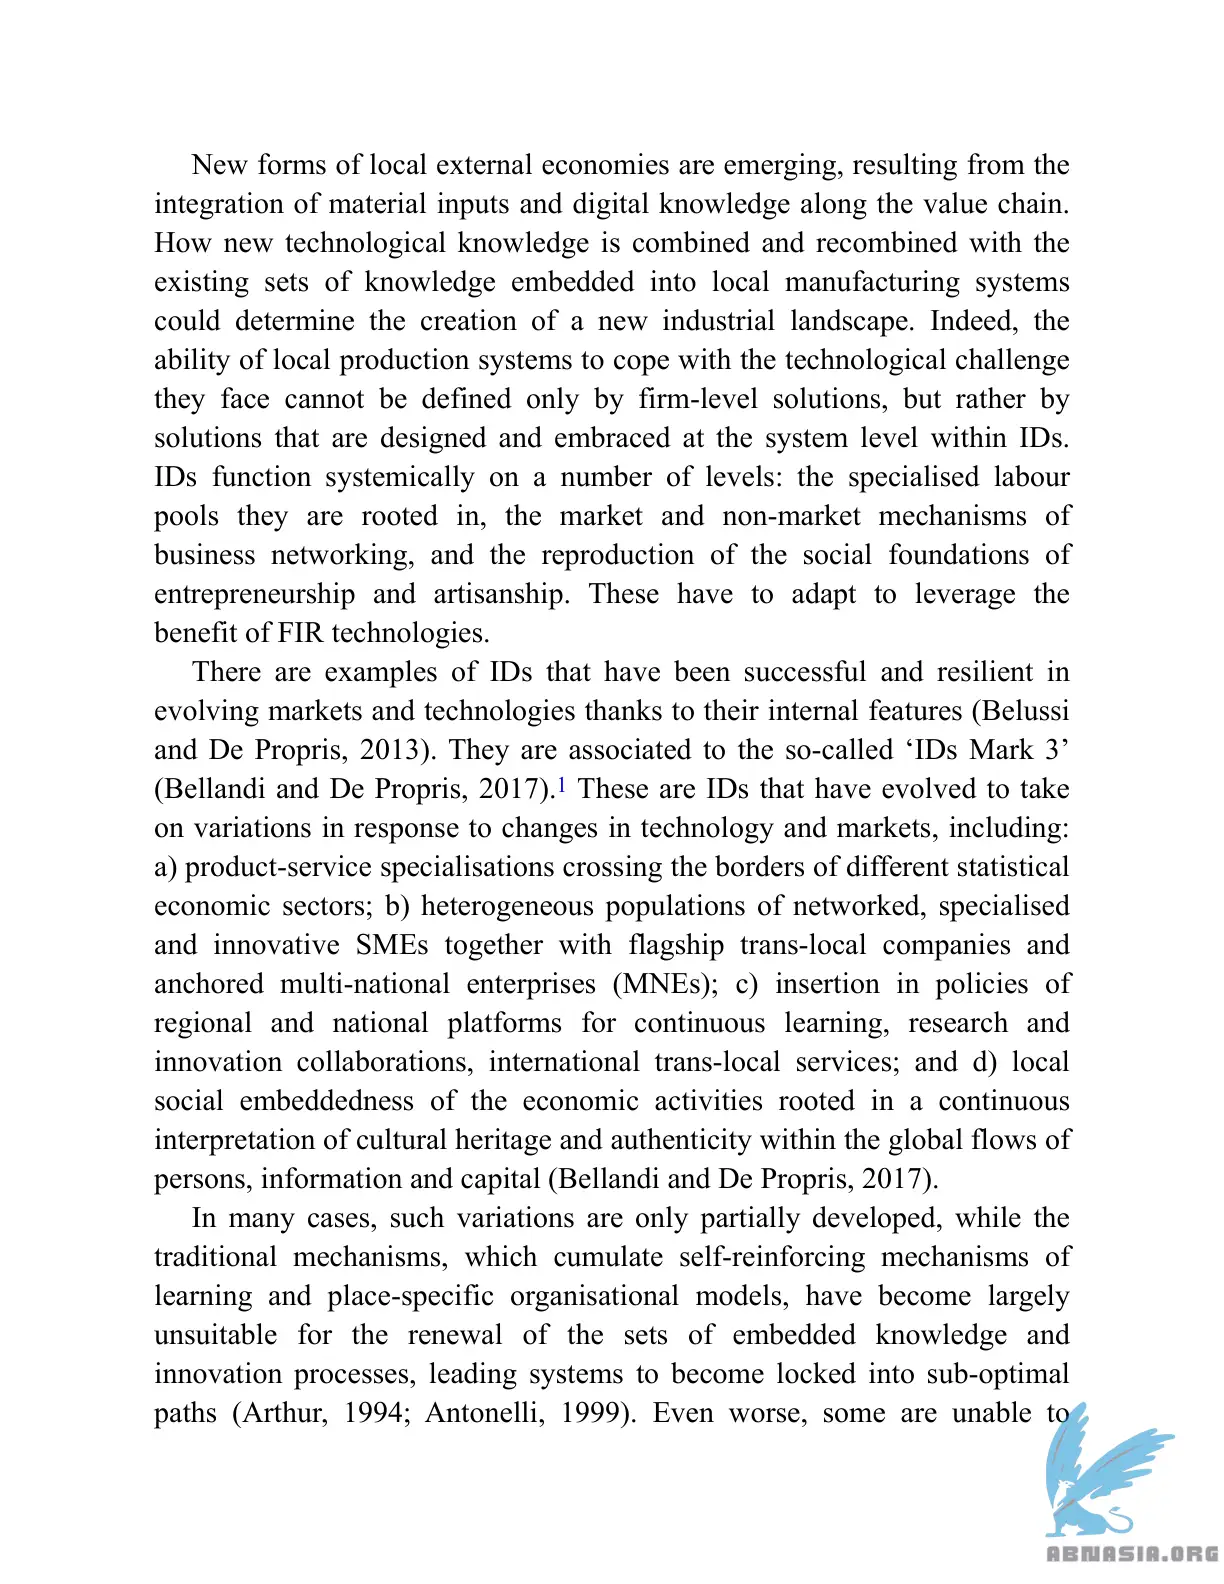 New forms of local external economies are emerging, resulting from the
integration of material inputs and digital knowledge along the value chain.
How new technological knowledge is combined and recombined with the
existing sets of knowledge embedded into local manufacturing systems
could determine the creation of a new industrial landscape. Indeed, the
ability of local production systems to cope with the technological challenge
they face cannot be defined only by firm-level solutions, but rather by
solutions that are designed and embraced at the system level within IDs.
IDs function systemically on a number of levels: the specialised labour
pools they are rooted in, the market and non-market mechanisms of
business networking, and the reproduction of the social foundations of
entrepreneurship and artisanship. These have to adapt to leverage the
benefit of FIR technologies.
There are examples of IDs that have been successful and resilient in
evolving markets and technologies thanks to their internal features (Belussi
and De Propris, 2013). They are associated to the so-called ‘IDs Mark 3’
(Bellandi and De Propris, 2017).1 These are IDs that have evolved to take
on variations in response to changes in technology and markets, including:
a) product-service specialisations crossing the borders of different statistical
economic sectors; b) heterogeneous populations of networked, specialised
and innovative SMEs together with flagship trans-local companies and
anchored multi-national enterprises (MNEs); c) insertion in policies of
regional and national platforms for continuous learning, research and
innovation collaborations, international trans-local services; and d) local
social embeddedness of the economic activities rooted in a continuous
interpretation of cultural heritage and authenticity within the global flows of
persons, information and capital (Bellandi and De Propris, 2017).
In many cases, such variations are only partially developed, while the
traditional mechanisms, which cumulate self-reinforcing mechanisms of
learning and place-specific organisational models, have become largely
unsuitable for the renewal of the sets of embedded knowledge and
innovation processes, leading systems to become locked into sub-optimal
paths (Arthur, 1994; Antonelli, 1999). Even worse, some are unable to
ABNASIA.ORG